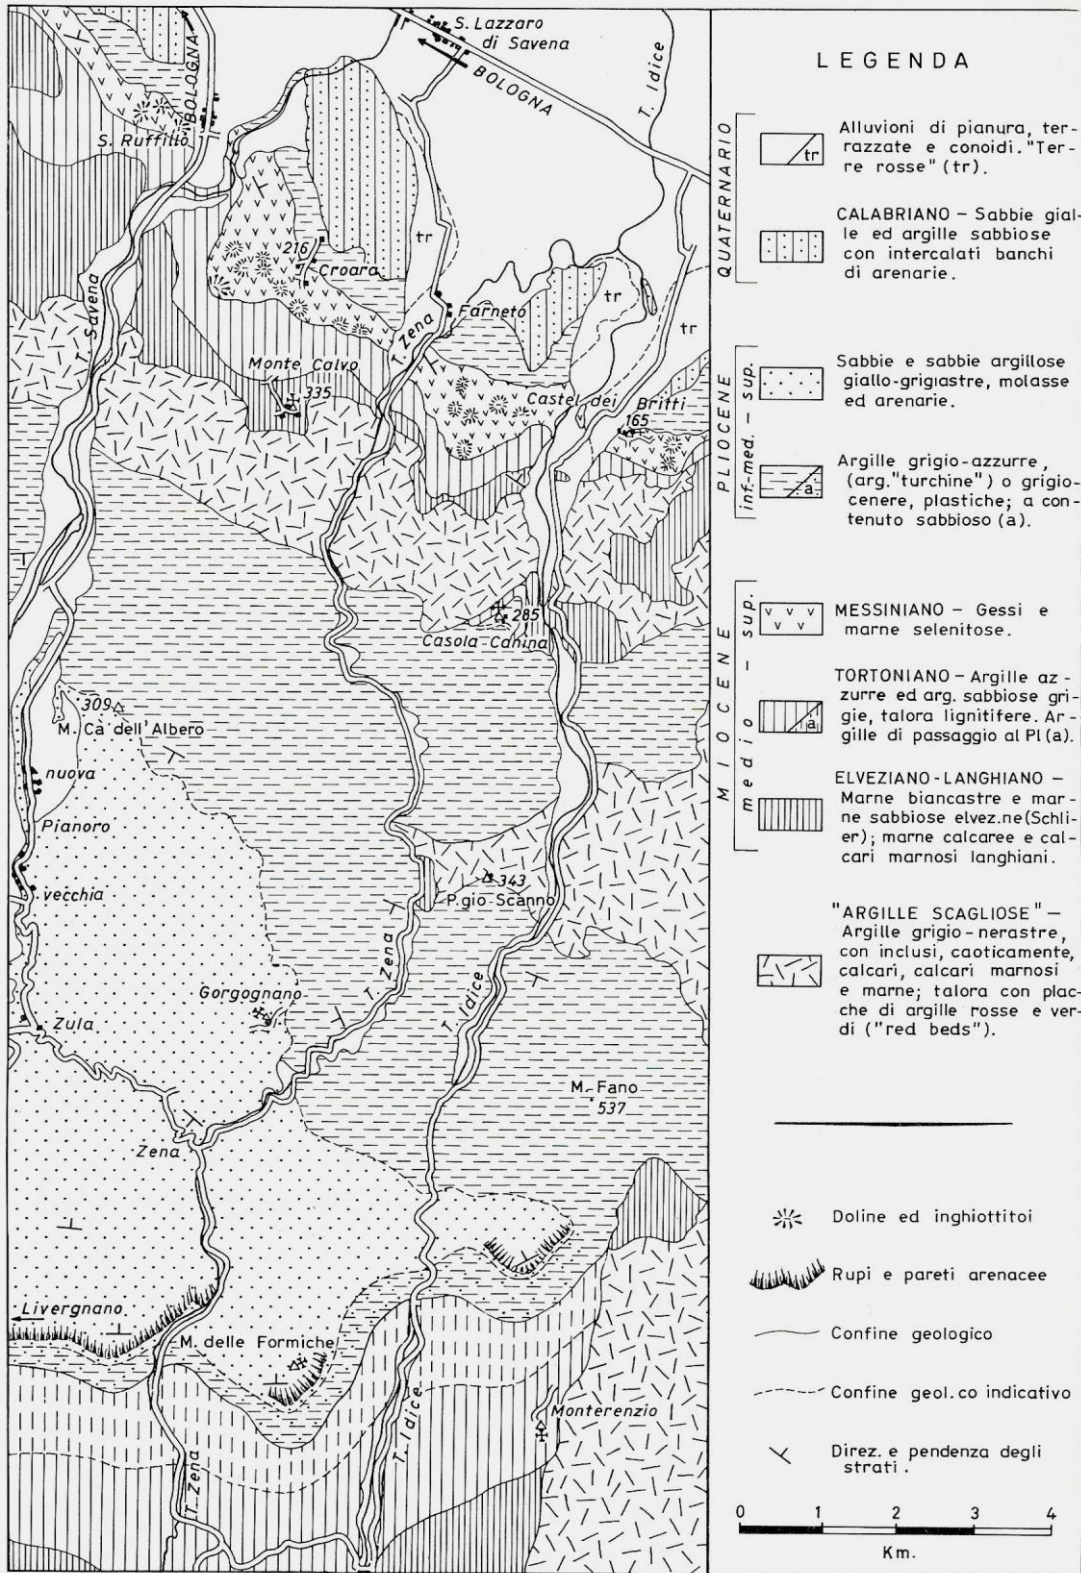 S. Lazzaro
di Savena
BOLOGNA
BOLOGNA
T. Idice
S. Ruffillo
tr
216
Croara
T. Savena
Farneto
tr
tr
T. Zena
Monte Calvo
335
Castel dei Britti
165
285
Casola Canina
309
M. Ca' dell'Albero
nuova
Pianoro
vecchia
343
P.gio Scanno
T. Zena
Gorgognano
T. Idice
Zula
M. Fano
537
Zena
Livergnano
M. delle Formiche
T. Idice
Monterenzio
T. Zena
LEGENDA
QUATERNARIO
tr
Alluvioni di pianura, ter-
razzate e conoidi. "Ter-
re rosse" (tr).
CALABRIANO – Sabbie gial-
le ed argille sabbiose
con intercalati banchi
di arenarie.
PLIOCENE
inf.-med. – sup.
Sabbie e sabbie argillose
giallo-grigiastre, molasse
ed arenarie.
a
Argille grigio-azzurre,
(arg."turchine") o grigio-
cenere, plastiche; a con-
tenuto sabbioso (a).
MIOCENE
medio – sup.
MESSINIANO – Gessi e
marne selenitose.
a
TORTONIANO – Argille az-
zurre ed arg. sabbiose gri-
gie, talora lignitifere. Ar-
gille di passaggio al Pl (a).
ELVEZIANO-LANGHIANO –
Marne biancastre e mar-
ne sabbiose elvez.ne (Schli-
er); marne calcaree e cal-
cari marnosi langhiani.
"ARGILLE SCAGLIOSE" –
Argille grigio-nerastre,
con inclusi, caoticamente,
calcari, calcari marnosi
e marne; talora con plac-
che di argille rosse e ver-
di ("red beds").
Doline ed inghiottitoi
Rupi e pareti arenacee
Confine geologico
Confine geol.co indicativo
Direz. e pendenza degli
strati.
0 1 2 3 4
Km.